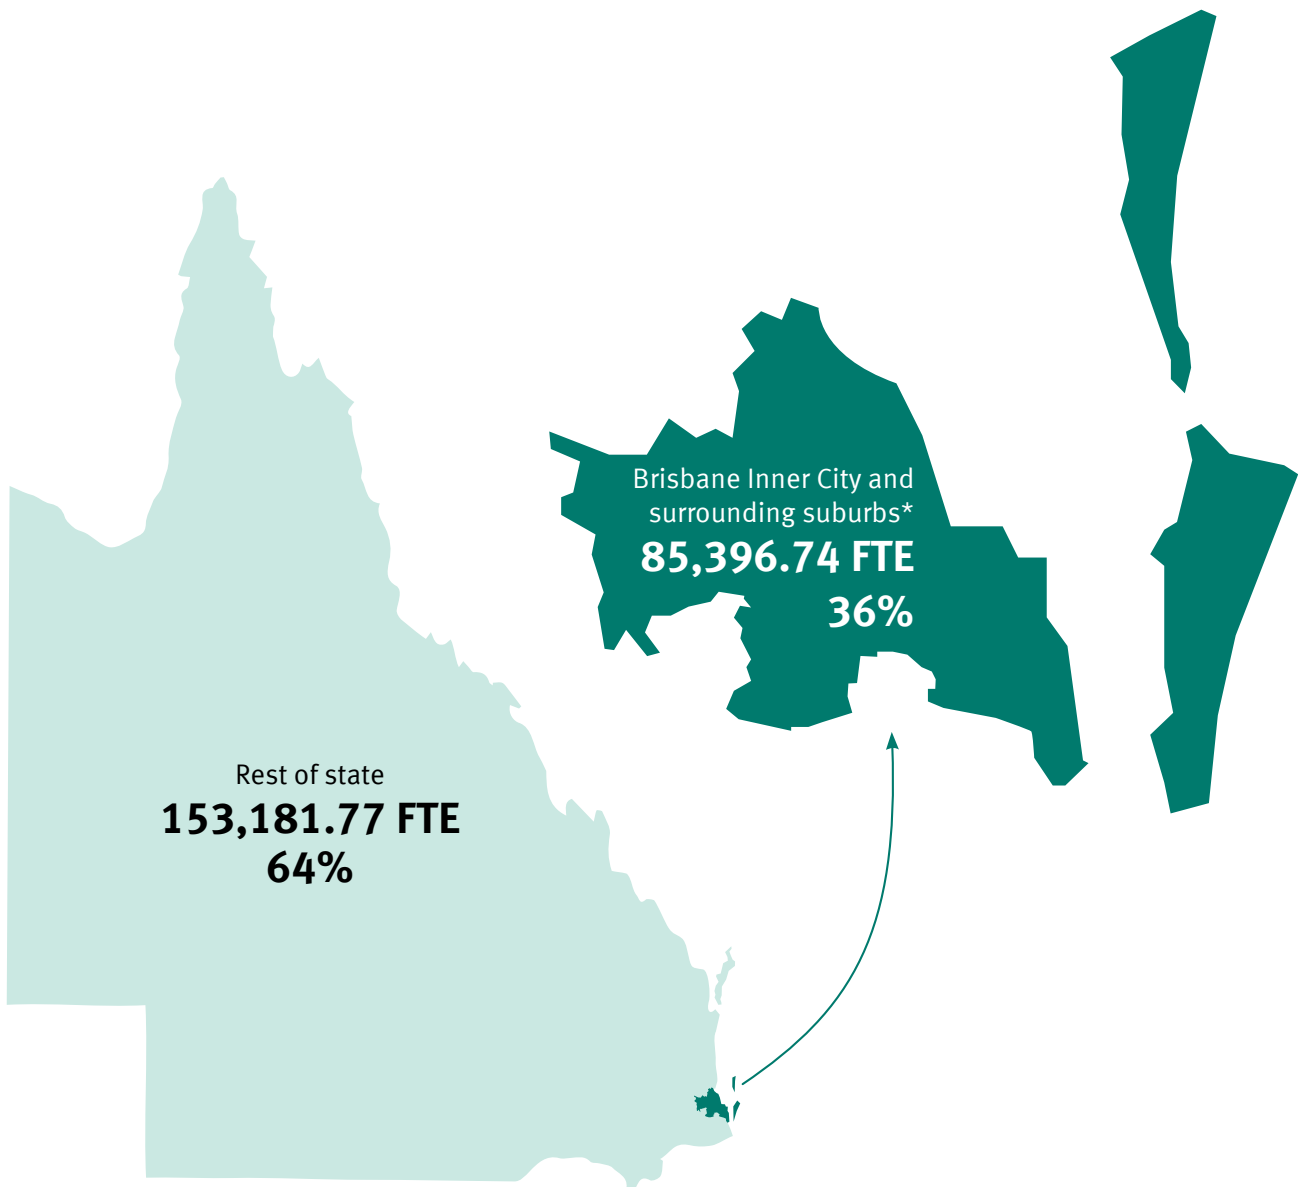 Brisbane Inner City and
surrounding suburbs*
85,396.74 FTE
36%
Rest of state
153,181.77 FTE
64%